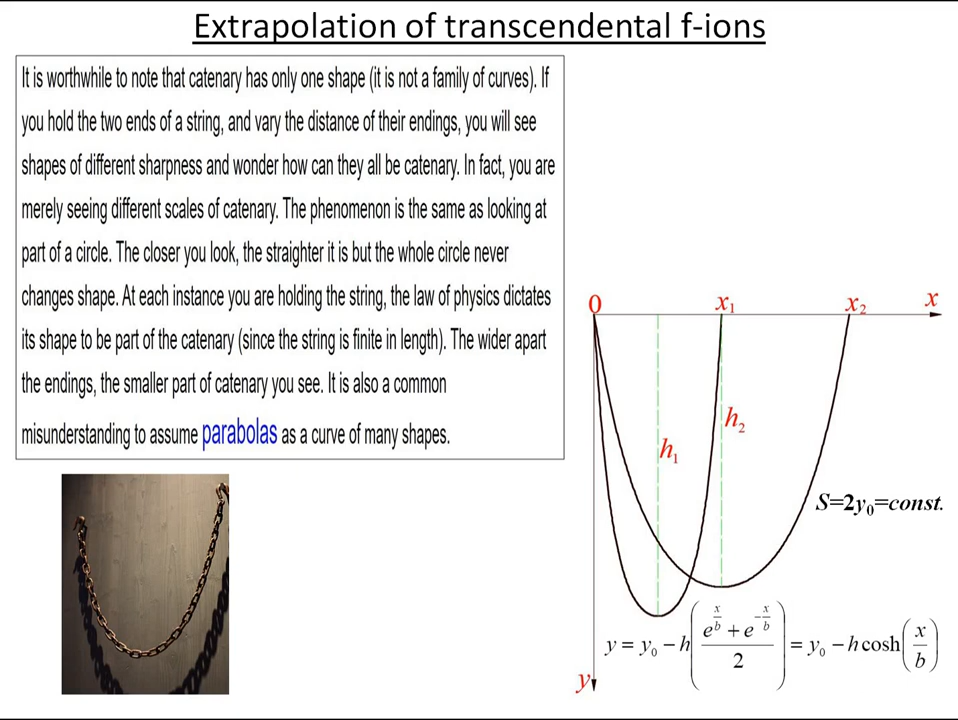 Extrapolation of transcendental f-ions
It is worthwhile to note that catenary has only one shape (it is not a family of curves). If
you hold the two ends of a string, and vary the distance of their endings, you will see
shapes of different sharpness and wonder how can they all be catenary. In fact, you are
merely seeing different scales of catenary. The phenomenon is the same as looking at
part of a circle. The closer you look, the straighter it is but the whole circle never
changes shape. At each instance you are holding the string, the law of physics dictates
its shape to be part of the catenary (since the string is finite in length). The wider apart
the endings, the smaller part of catenary you see. It is also a common
misunderstanding to assume parabolas as a curve of many shapes.
0 x₁ x₂ x
h₂
h₁
S=2y₀=const.
y = y₀ − h((e^(x/b) + e^(−x/b))/2) = y₀ − h cosh(x/b)
y